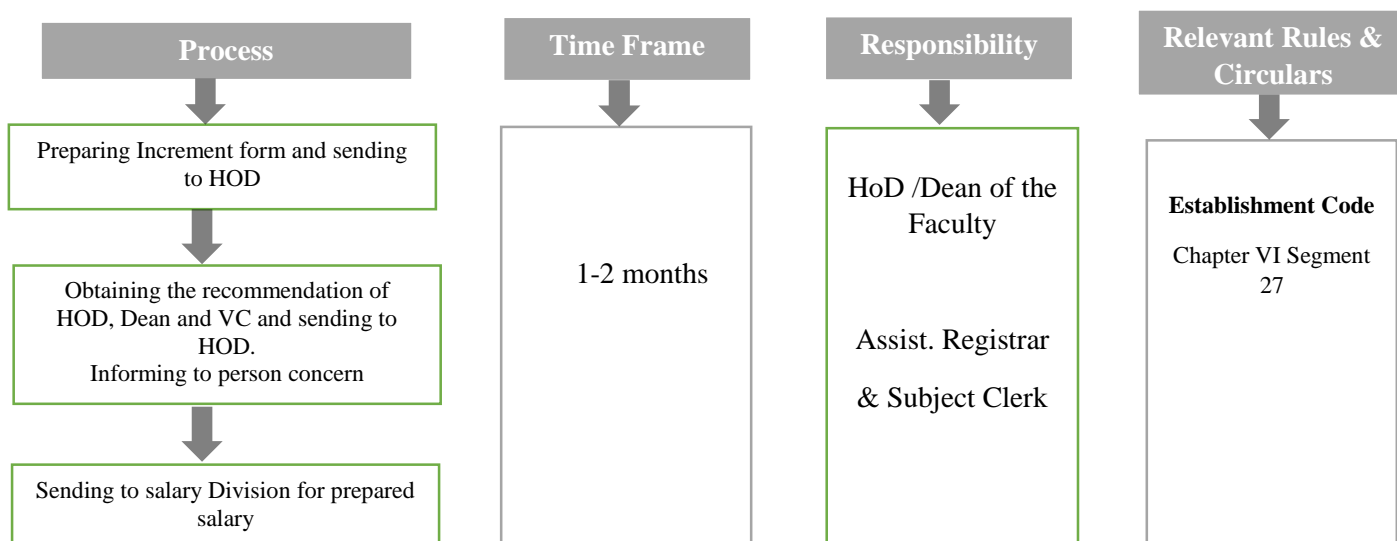 Process
Preparing Increment form and sending
to HOD
Obtaining the recommendation of
HOD, Dean and VC and sending to
HOD.
Informing to person concern
Sending to salary Division for prepared
salary
Time Frame
1-2 months
Responsibility
HoD /Dean of the
Faculty
Assist. Registrar
& Subject Clerk
Relevant Rules &
Circulars
Establishment Code
Chapter VI Segment
27